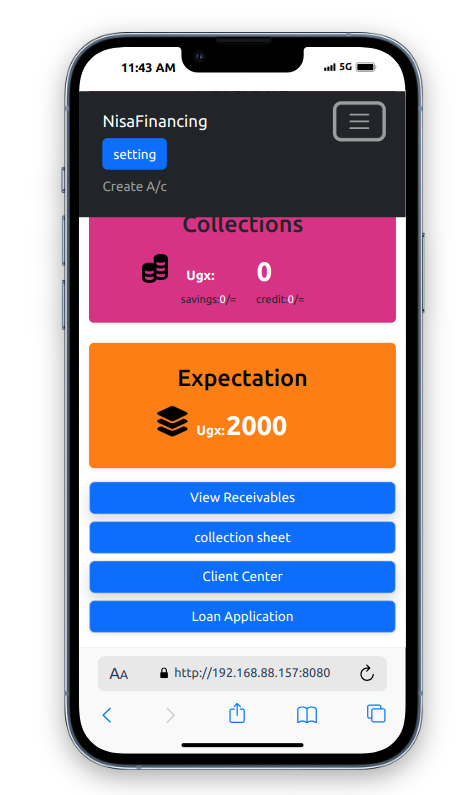 11:43 AM 5G
NisaFinancing
setting
Create A/c
Collections
Ugx: 0
savings:0/= credit:0/=
Expectation
Ugx:2000
View Receivables
collection sheet
Client Center
Loan Application
AA http://192.168.88.157:8080